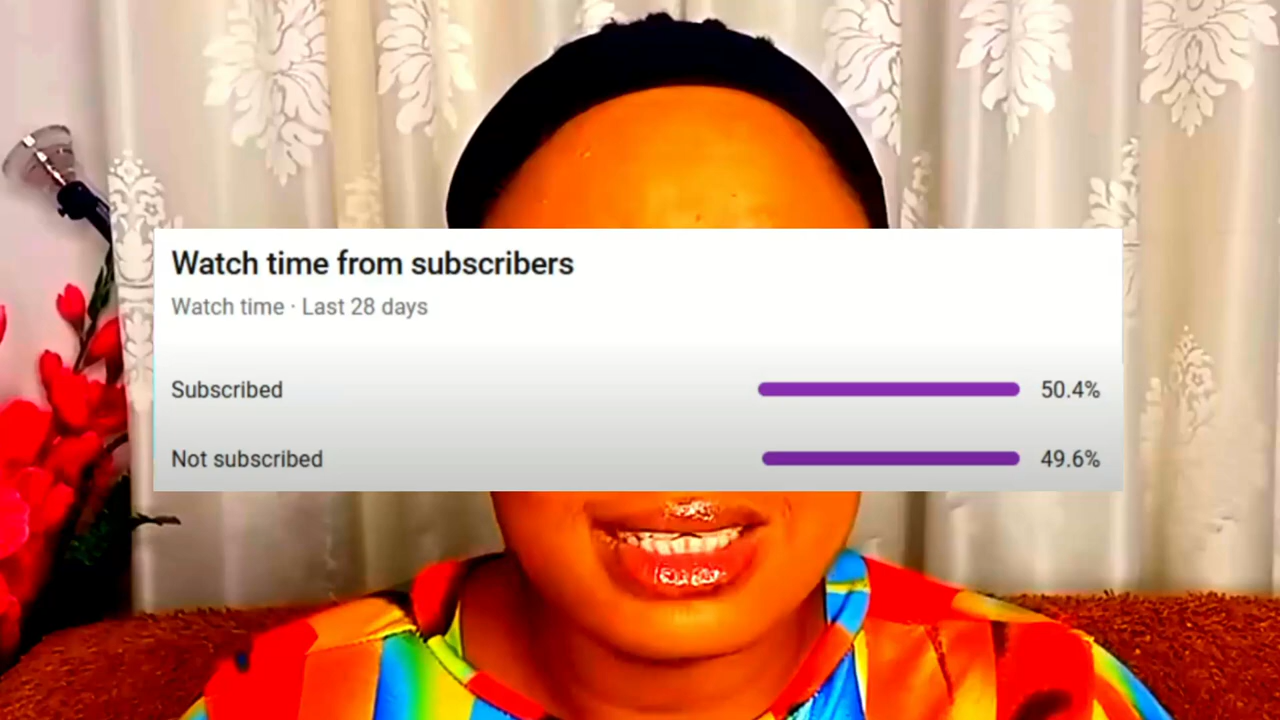 Watch time from subscribers
Watch time · Last 28 days
Subscribed 50.4%
Not subscribed 49.6%